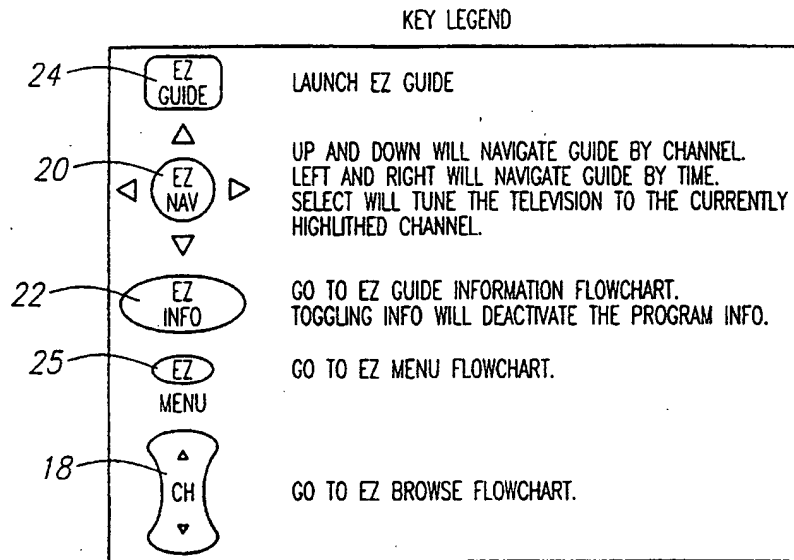 KEY LEGEND
24
EZ
GUIDE
LAUNCH EZ GUIDE
20
EZ
NAV
UP AND DOWN WILL NAVIGATE GUIDE BY CHANNEL.
LEFT AND RIGHT WILL NAVIGATE GUIDE BY TIME.
SELECT WILL TUNE THE TELEVISION TO THE CURRENTLY
HIGHLITHED CHANNEL.
22
EZ
INFO
GO TO EZ GUIDE INFORMATION FLOWCHART.
TOGGLING INFO WILL DEACTIVATE THE PROGRAM INFO.
25
EZ
MENU
GO TO EZ MENU FLOWCHART.
18
CH
GO TO EZ BROWSE FLOWCHART.